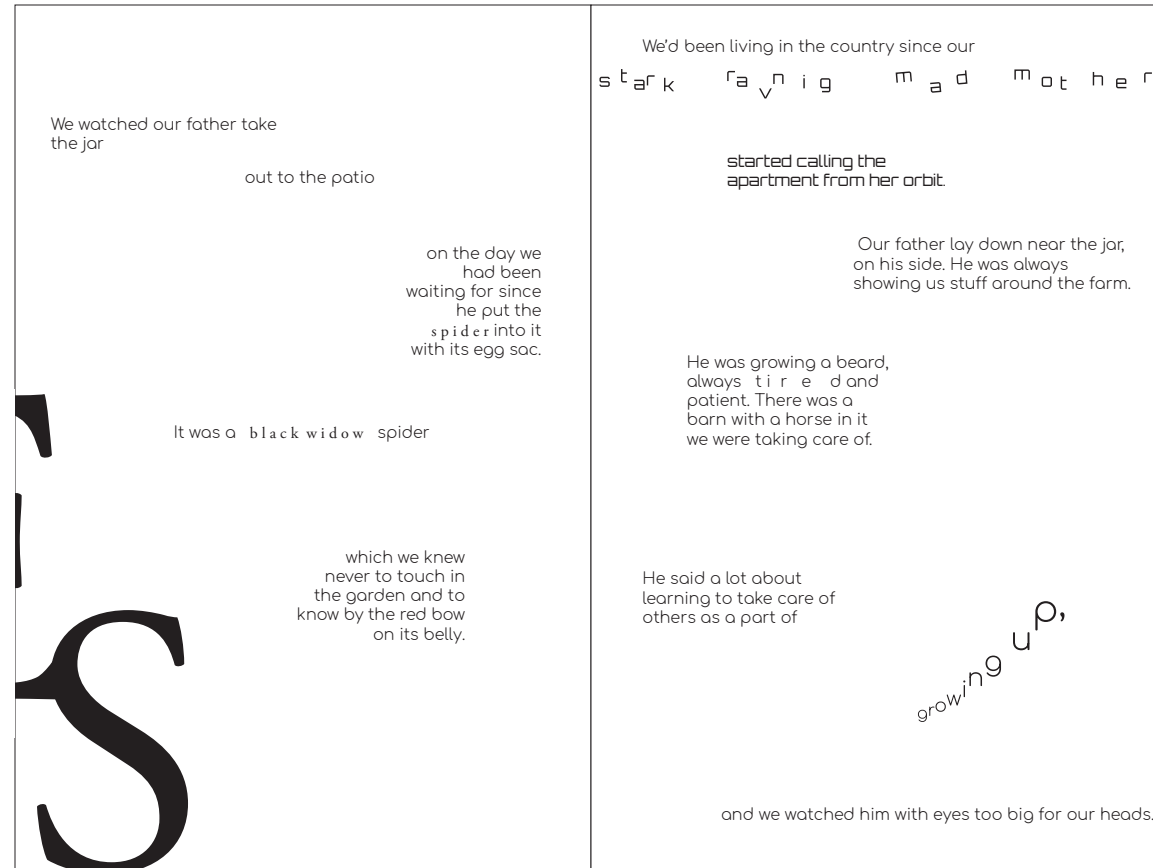 We watched our father take
the jar
out to the patio
on the day we
had been
waiting for since
he put the
spider into it
with its egg sac.
It was a black widow spider
which we knew
never to touch in
the garden and to
know by the red bow
on its belly.
S
We'd been living in the country since our
stark ravnig mad mother
started calling the
apartment from her orbit.
Our father lay down near the jar,
on his side. He was always
showing us stuff around the farm.
He was growing a beard,
always tired and
patient. There was a
barn with a horse in it
we were taking care of.
He said a lot about
learning to take care of
others as a part of
growing up,
and we watched him with eyes too big for our heads.